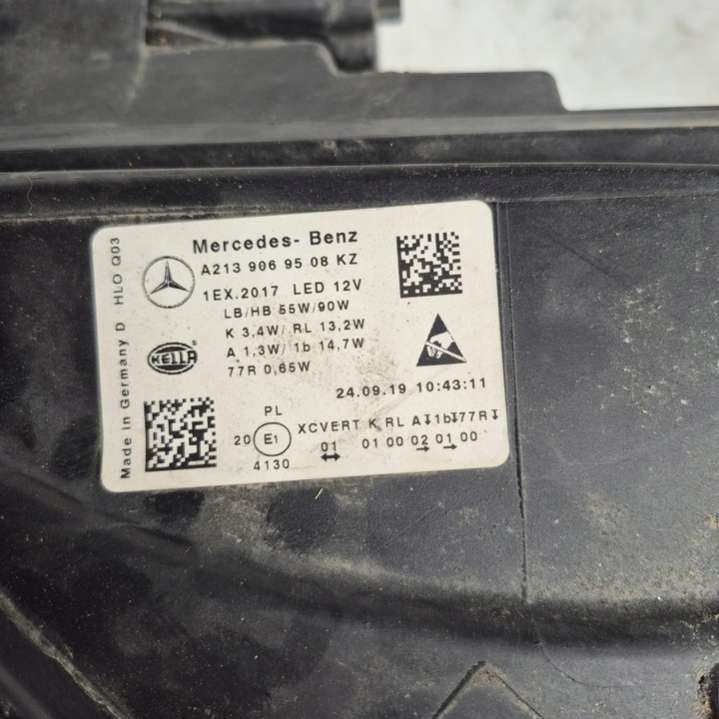 Mercedes- Benz
A213 906 95 08 KZ
1EX.2017 LED 12V
LB/HB 55W/90W
K 3,4W/ RL 13,2W
A 1,3W/ 1b 14,7W
77R 0,65W
HELLA
24.09.19 10:43:11
PL
20 E1 XCVERT K RL A↧1b↧77R↧
4130 01 ↔ 01 00 02 → 01 → 00
Made in Germany D HLO Q03